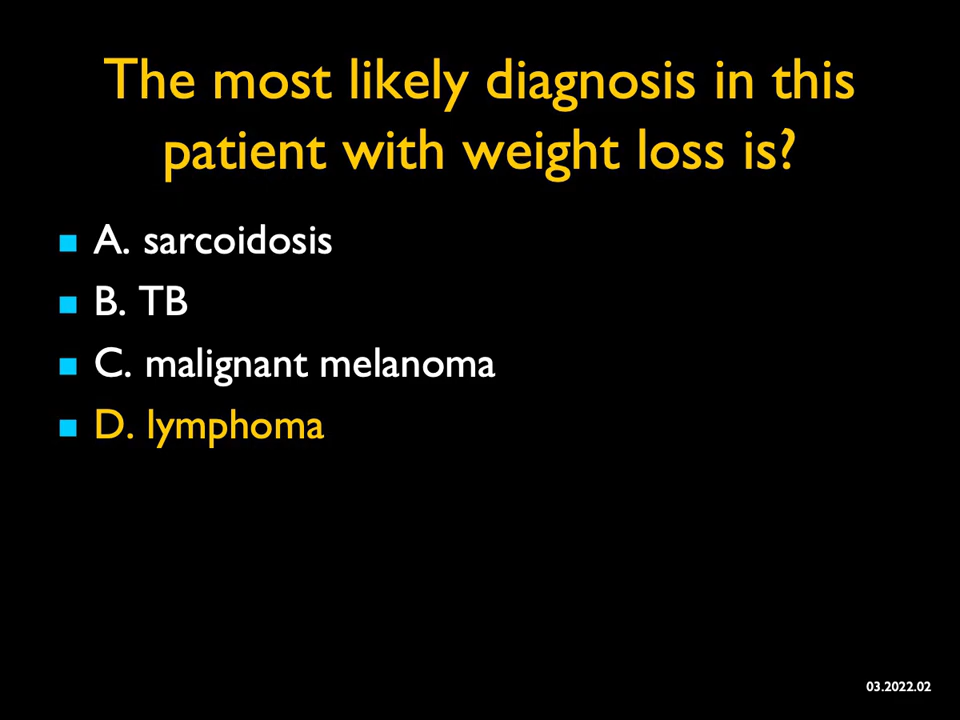 The most likely diagnosis in this
patient with weight loss is?
A. sarcoidosis
B. TB
C. malignant melanoma
D. lymphoma
03.2022.02